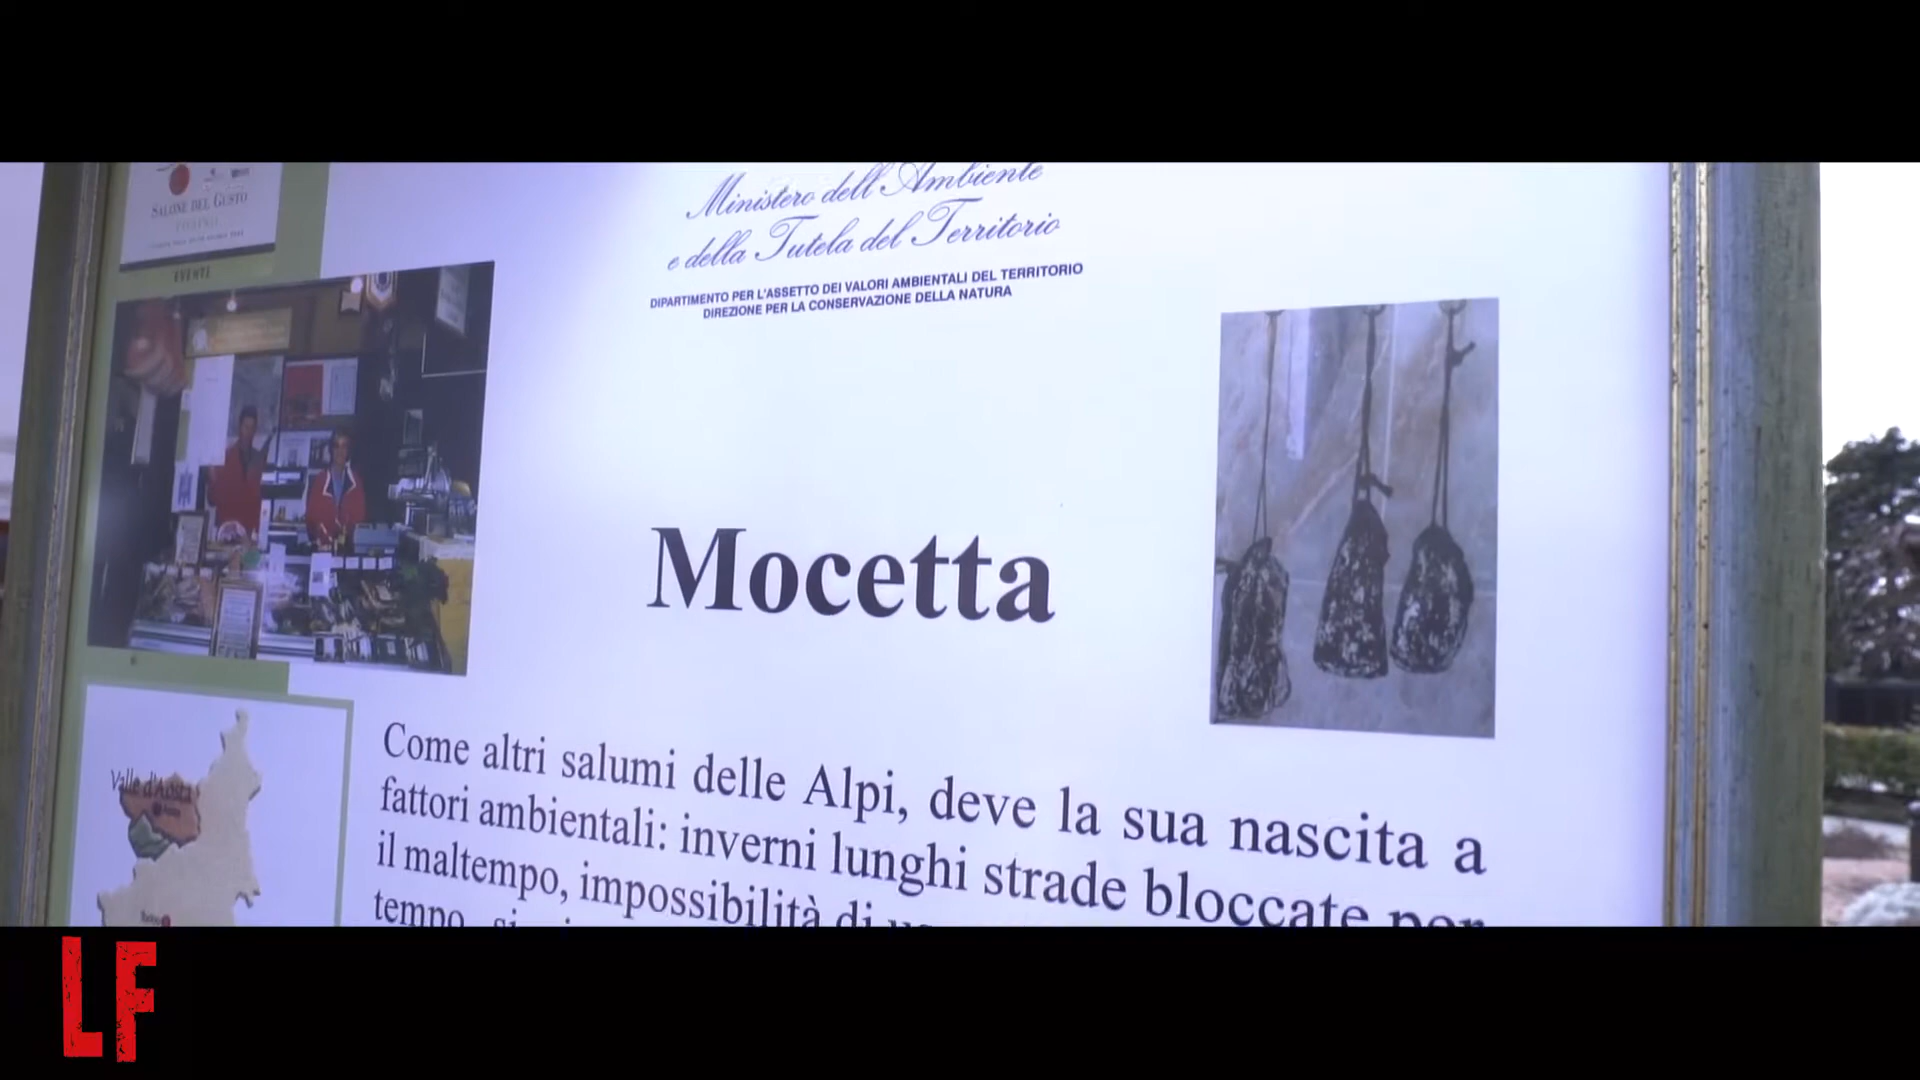 SALONE DEL GUSTO
EVENTI
Ministero dell'Ambiente
e della Tutela del Territorio
DIPARTIMENTO PER L'ASSETTO DEI VALORI AMBIENTALI DEL TERRITORIO
DIREZIONE PER LA CONSERVAZIONE DELLA NATURA
Mocetta
Valle d'Aosta
Come altri salumi delle Alpi, deve la sua nascita a
fattori ambientali: inverni lunghi strade bloccate per
il maltempo, impossibilità di
tempo
LF